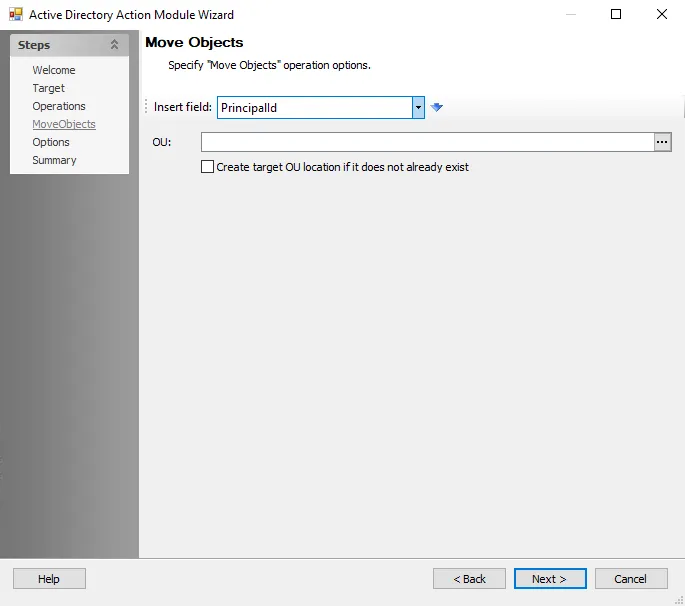 Active Directory Action Module Wizard
Steps
Welcome
Target
Operations
MoveObjects
Options
Summary
Move Objects
Specify "Move Objects" operation options.
Insert field: PrincipalId
OU:
...
Create target OU location if it does not already exist
Help
< Back
Next >
Cancel